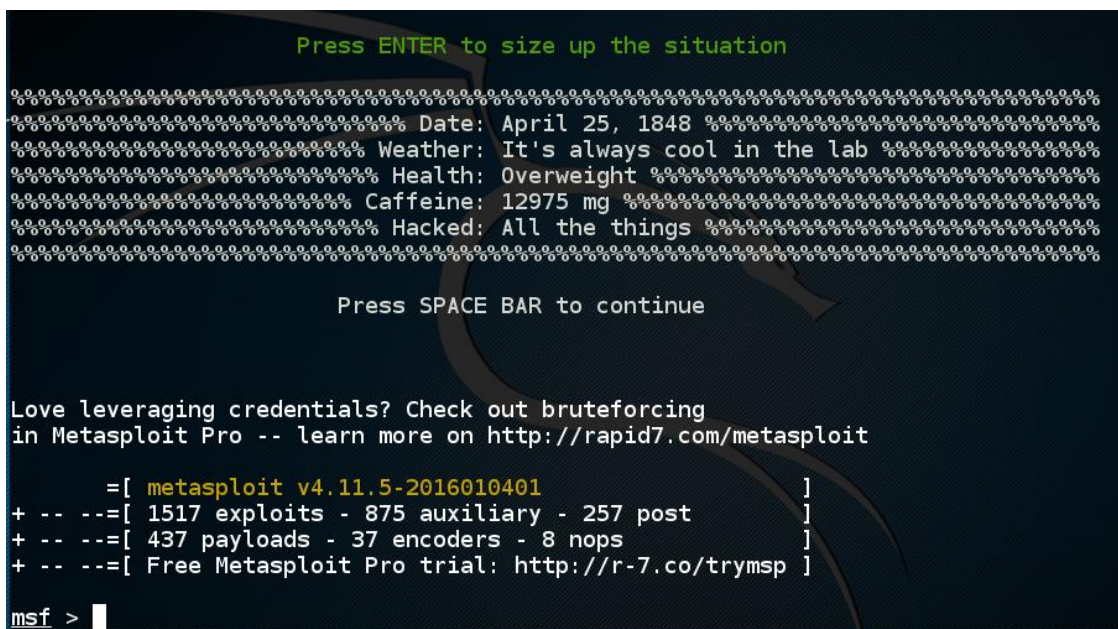 Press ENTER to size up the situation
%%%%%%%%%%%%%%%%%%%%%%%%%%%%%%%%%%%%%%%%%%%%%%%%%%%%%%%%%%%%%%%%%%%%%%%%%%%%%%%%%%
%%%%%%%%%%%%%%%%%%%%%%%%%%%%% Date: April 25, 1848 %%%%%%%%%%%%%%%%%%%%%%%%%%%%%
%%%%%%%%%%%%%%%%%%%%%%%%%% Weather: It's always cool in the lab %%%%%%%%%%%%%%%%
%%%%%%%%%%%%%%%%%%%%%%%%%%% Health: Overweight %%%%%%%%%%%%%%%%%%%%%%%%%%%%%%%%%
%%%%%%%%%%%%%%%%%%%%%%%%% Caffeine: 12975 mg %%%%%%%%%%%%%%%%%%%%%%%%%%%%%%%%%%%
%%%%%%%%%%%%%%%%%%%%%%%%%%% Hacked: All the things %%%%%%%%%%%%%%%%%%%%%%%%%%%%%
%%%%%%%%%%%%%%%%%%%%%%%%%%%%%%%%%%%%%%%%%%%%%%%%%%%%%%%%%%%%%%%%%%%%%%%%%%%%%%%%%%
Press SPACE BAR to continue
Love leveraging credentials? Check out bruteforcing
in Metasploit Pro -- learn more on http://rapid7.com/metasploit
=[ metasploit v4.11.5-2016010401 ]
+ -- --=[ 1517 exploits - 875 auxiliary - 257 post ]
+ -- --=[ 437 payloads - 37 encoders - 8 nops ]
+ -- --=[ Free Metasploit Pro trial: http://r-7.co/trymsp ]
msf >